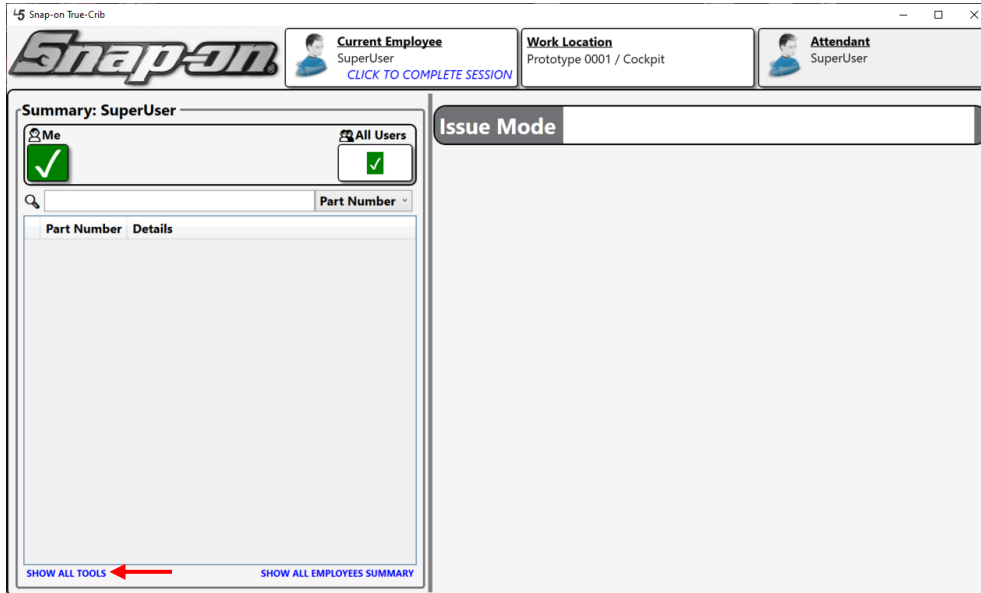 Snap-on True-Crib
Snap-on®
Current Employee
SuperUser
CLICK TO COMPLETE SESSION
Work Location
Prototype 0001 / Cockpit
Attendant
SuperUser
Summary: SuperUser
Me
All Users
Part Number
Part Number Details
SHOW ALL TOOLS
SHOW ALL EMPLOYEES SUMMARY
Issue Mode